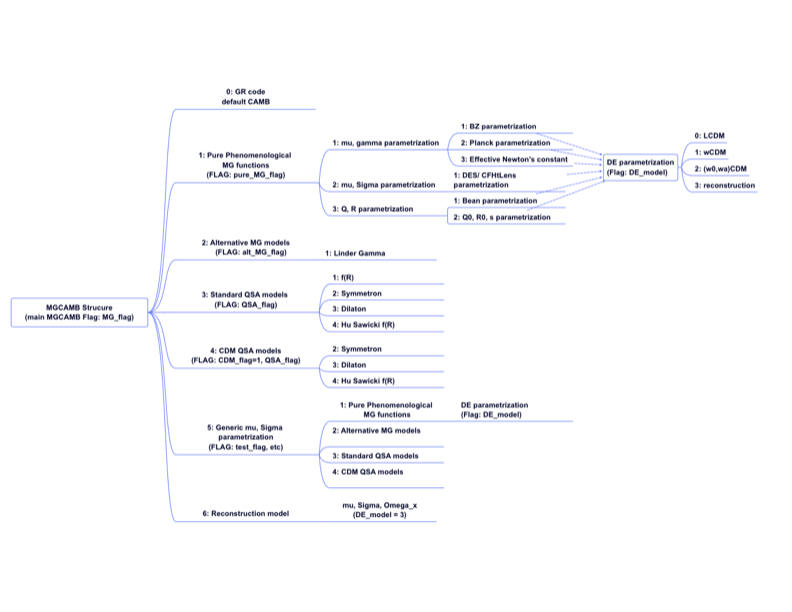 0: GR code
default CAMB
1: Pure Phenomenological
MG functions
(FLAG: pure_MG_flag)
1: mu, gamma parametrization
1: BZ parametrization
2: Planck parametrization
3: Effective Newton's constant
2: mu, Sigma parametrization
1: DES/ CFHtLens
parametrization
3: Q, R parametrization
1: Bean parametrization
2: Q0, R0, s parametrization
DE parametrization
(Flag: DE_model)
0: LCDM
1: wCDM
2: (w0,wa)CDM
3: reconstruction
2: Alternative MG models
(FLAG: alt_MG_flag)
1: Linder Gamma
MGCAMB Strucure
(main MGCAMB Flag: MG_flag)
3: Standard QSA models
(FLAG: QSA_flag)
1: f(R)
2: Symmetron
3: Dilaton
4: Hu Sawicki f(R)
4: CDM QSA models
(FLAG: CDM_flag=1, QSA_flag)
2: Symmetron
3: Dilaton
4: Hu Sawicki f(R)
5: Generic mu, Sigma
parametrization
(FLAG: test_flag, etc)
1: Pure Phenomenological
MG functions
DE parametrization
(Flag: DE_model)
2: Alternative MG models
3: Standard QSA models
4: CDM QSA models
6: Reconstruction model
mu, Sigma, Omega_x
(DE_model = 3)